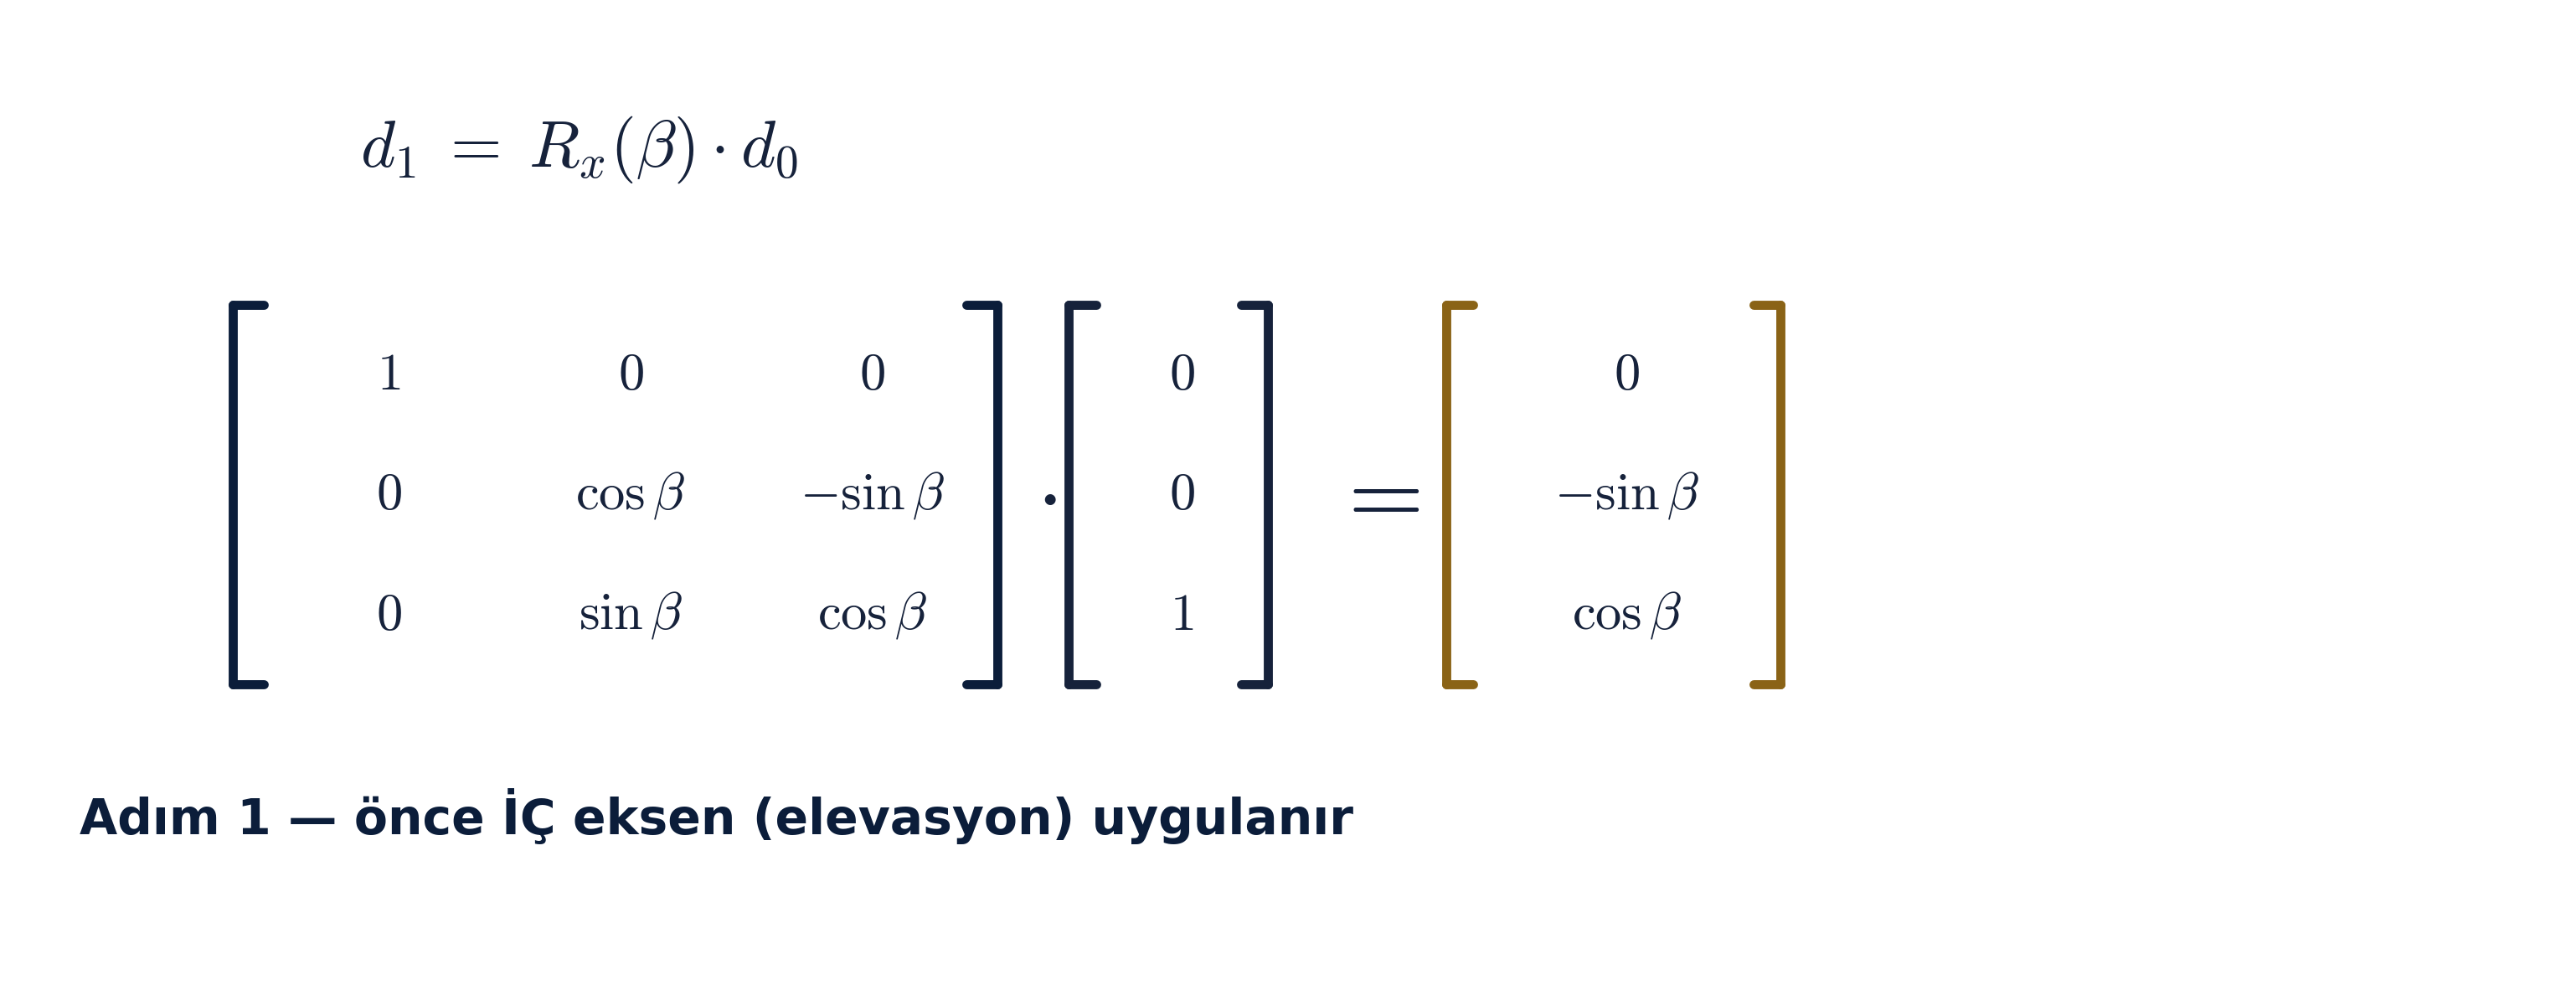 d₁ = Rₓ(β) · d₀
1 0 0 0 0
0 cos β −sin β · 0 = −sin β
0 sin β cos β 1 cos β
Adım 1 — önce İÇ eksen (elevasyon) uygulanır